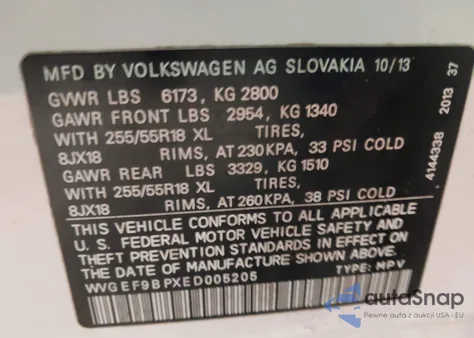 MFD BY VOLKSWAGEN AG SLOVAKIA 10/13
GVWR LBS 6173, KG 2800
GAWR FRONT LBS 2954, KG 1340
WITH 255/55R18 XL TIRES,
8JX18 RIMS, AT 230KPA, 33 PSI COLD
GAWR REAR LBS 3329, KG 1510
WITH 255/55R18 XL TIRES,
8JX18 RIMS, AT 260KPA, 38 PSI COLD
THIS VEHICLE CONFORMS TO ALL APPLICABLE
U.S. FEDERAL MOTOR VEHICLE SAFETY AND
THEFT PREVENTION STANDARDS IN EFFECT ON
THE DATE OF MANUFACTURE SHOWN ABOVE.
WVGEF9BPXED005205 TYPE: MPV
4144338 2013 37
autoSnap
Pewne auta z aukcji USA i EU